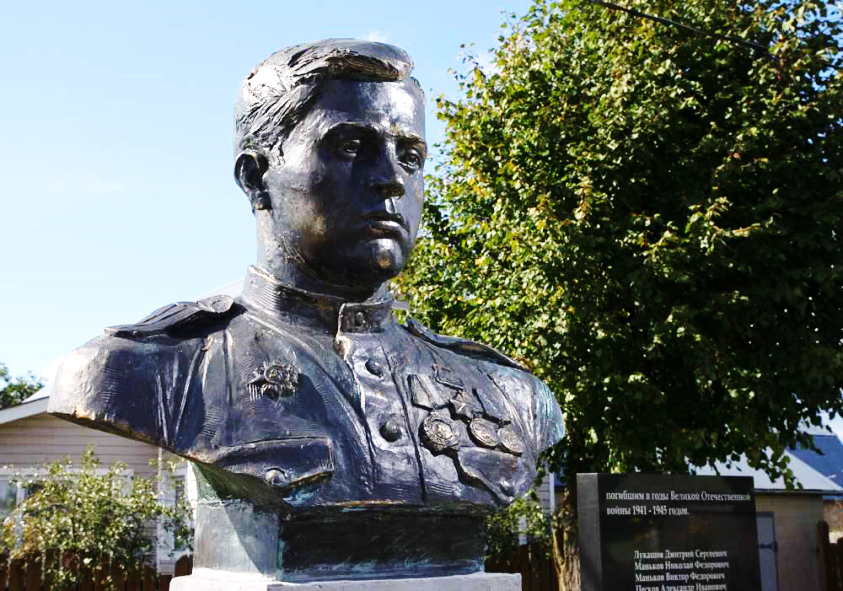 погибшим в годы Великой Отечественной
войны 1941 - 1945 годов.
Лукашов Дмитрий Сергеевич
Маньков Николай Федорович
Маньков Виктор Федорович
Песков Александр Иванович